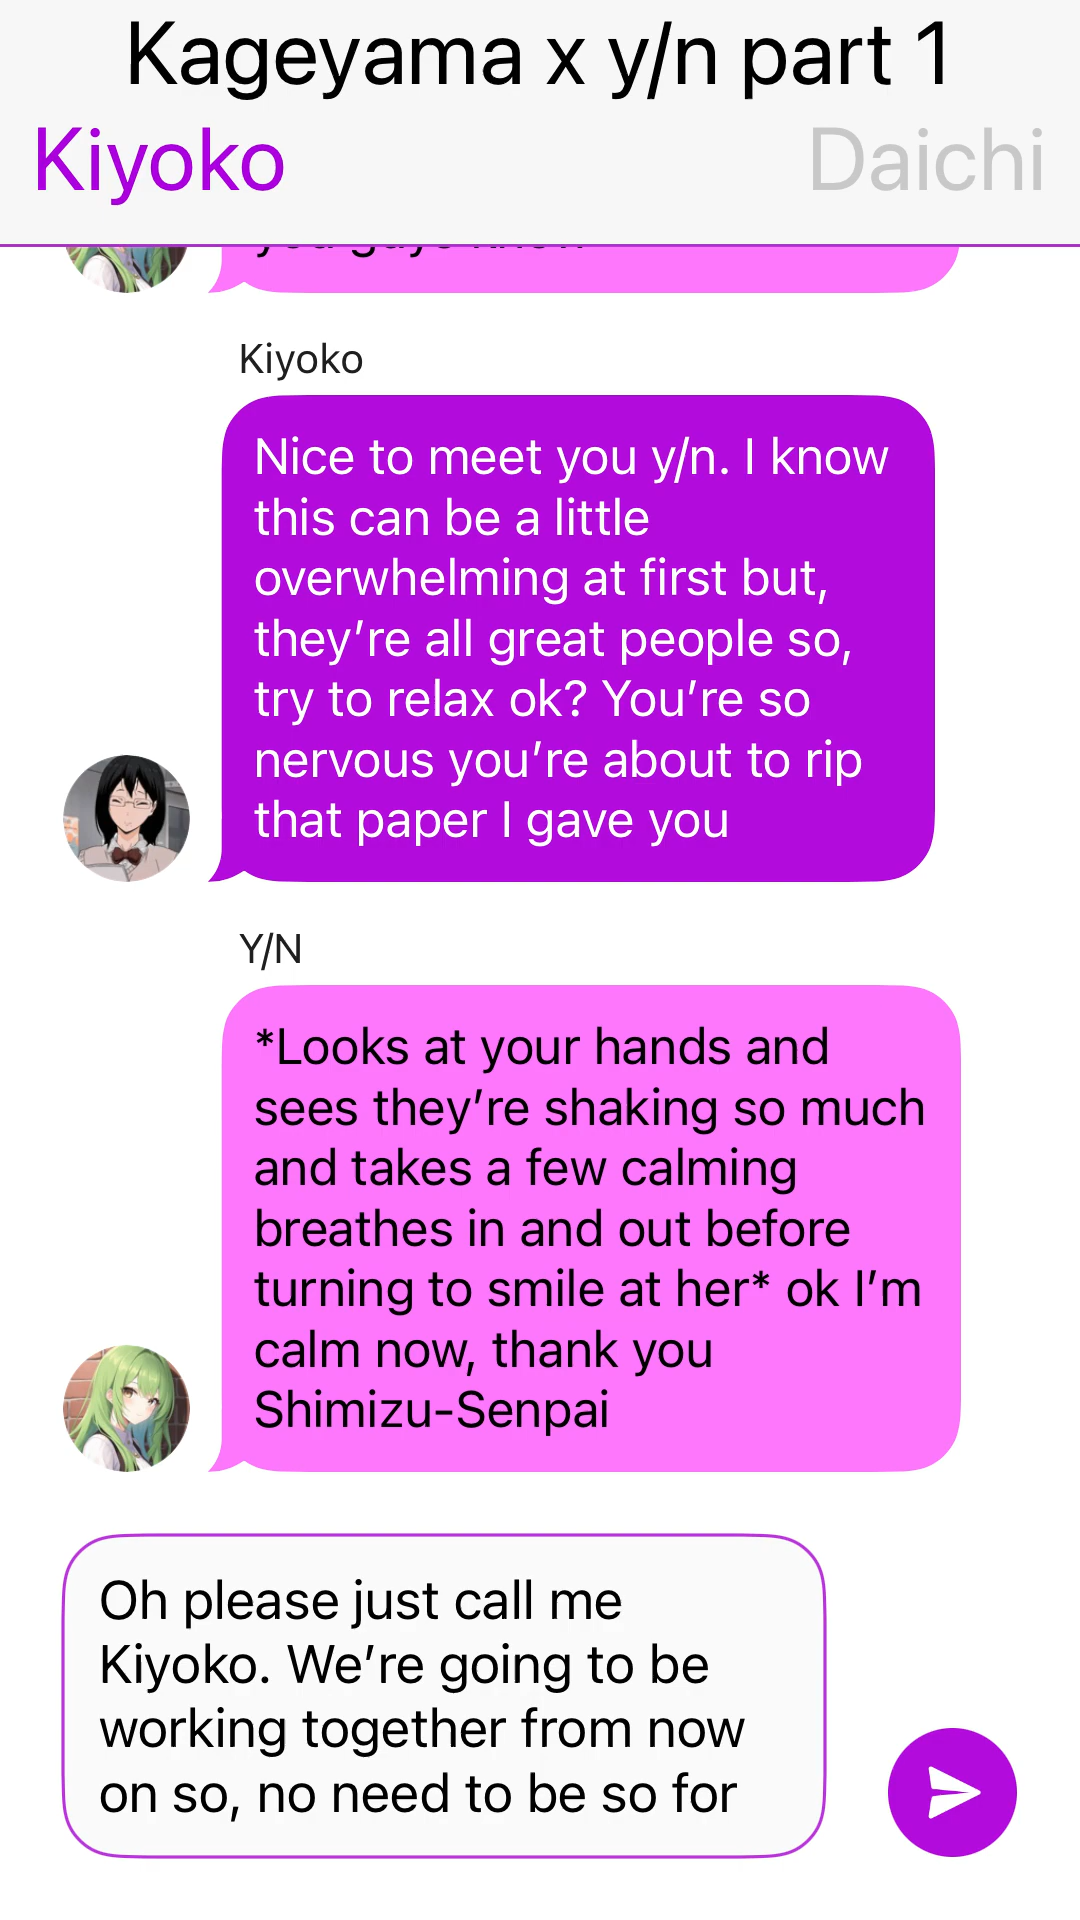 Kageyama x y/n part 1
Kiyoko
Daichi
Kiyoko
Nice to meet you y/n. I know
this can be a little
overwhelming at first but,
they’re all great people so,
try to relax ok? You’re so
nervous you’re about to rip
that paper I gave you
Y/N
*Looks at your hands and
sees they’re shaking so much
and takes a few calming
breathes in and out before
turning to smile at her* ok I’m
calm now, thank you
Shimizu-Senpai
Oh please just call me
Kiyoko. We’re going to be
working together from now
on so, no need to be so for